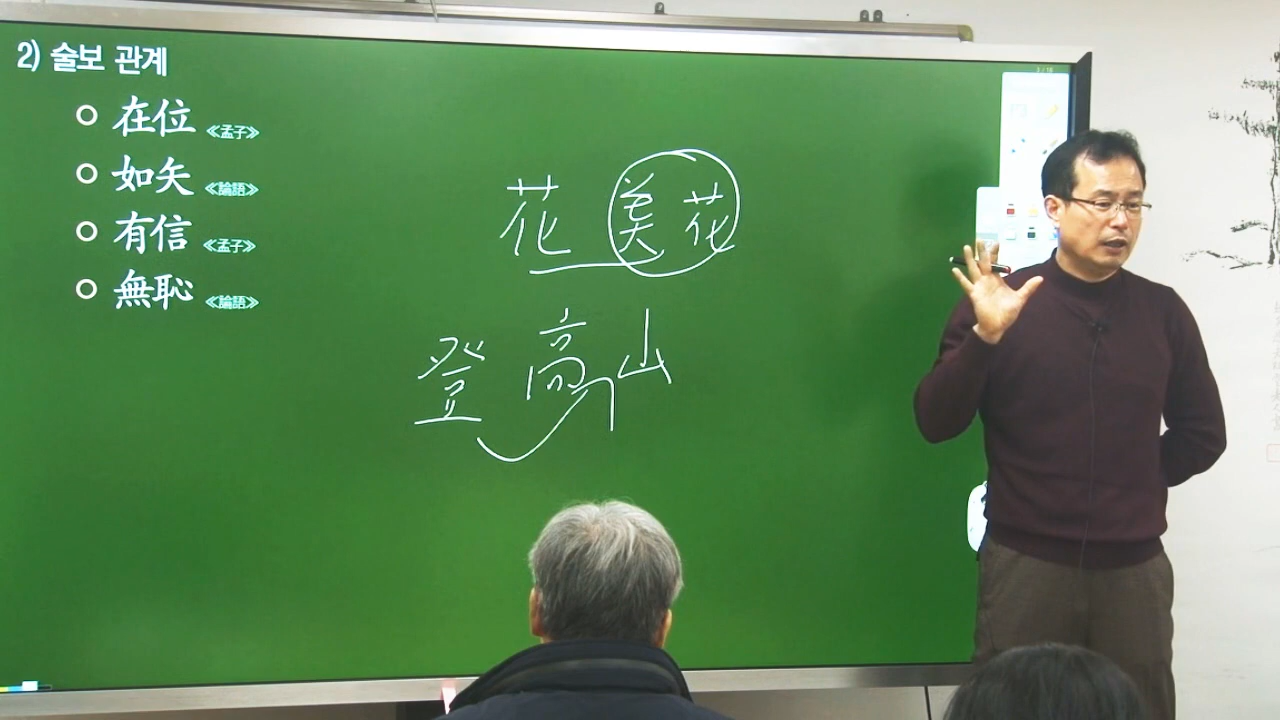 2) 술보 관계
在位 《孟子》
如矢 《論語》
有信 《孟子》
無恥 《論語》
花 美花
登高山